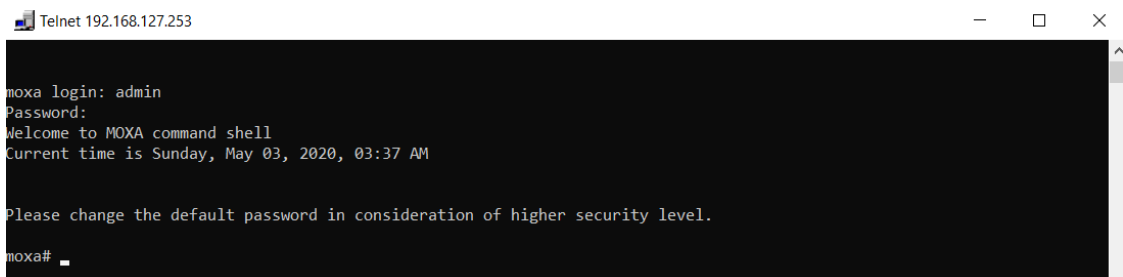 Telnet 192.168.127.253
moxa login: admin
Password:
Welcome to MOXA command shell
Current time is Sunday, May 03, 2020, 03:37 AM
Please change the default password in consideration of higher security level.
moxa#